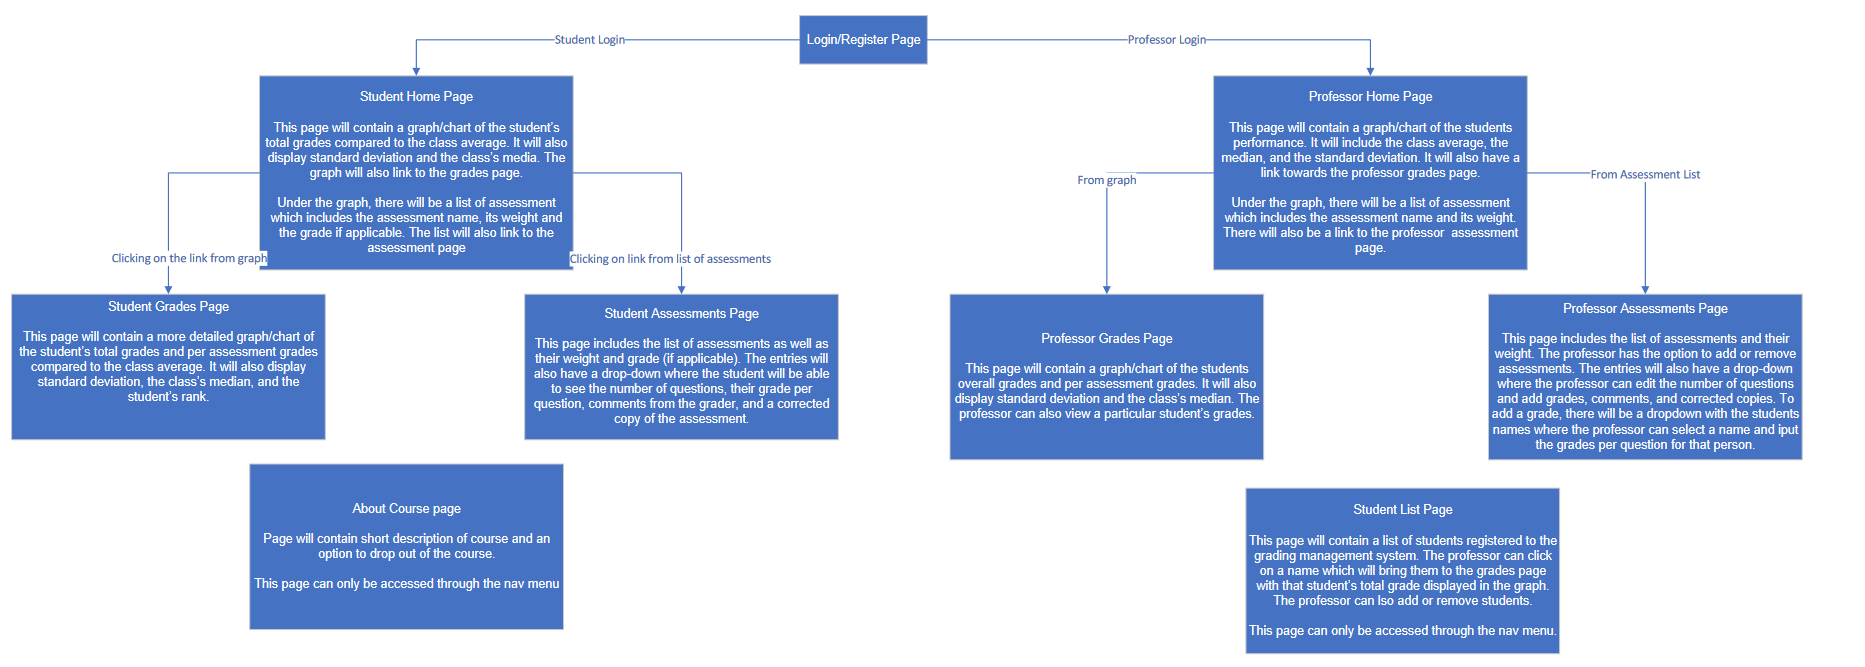 Login/Register Page
Student Login
Professor Login
Student Home Page
This page will contain a graph/chart of the student's
total grades compared to the class average. It will also
display standard deviation and the class's media. The
graph will also link to the grades page.
Under the graph, there will be a list of assessment
which includes the assessment name, its weight and
the grade if applicable. The list will also link to the
assessment page
Professor Home Page
This page will contain a graph/chart of the students
performance. It will include the class average, the
median, and the standard deviation. It will also have a
link towards the professor grades page.
Under the graph, there will be a list of assessment
which includes the assessment name and its weight.
There will also be a link to the professor  assessment
page.
Clicking on the link from graph
Clicking on link from list of assessments
From graph
From Assessment List
Student Grades Page
This page will contain a more detailed graph/chart of
the student's total grades and per assessment grades
compared to the class average. It will also display
standard deviation, the class's median, and the
student's rank.
Student Assessments Page
This page includes the list of assessments as well as
their weight and grade (if applicable). The entries will
also have a drop-down where the student will be able
to see the number of questions, their grade per
question, comments from the grader, and a corrected
copy of the assessment.
Professor Grades Page
This page will contain a graph/chart of the students
overall grades and per assessment grades. It will also
display standard deviation and the class's median. The
professor can also view a particular student's grades.
Professor Assessments Page
This page includes the list of assessments and their
weight. The professor has the option to add or remove
assessments. The entries will also have a drop-down
where the professor can edit the number of questions
and add grades, comments, and corrected copies. To
add a grade, there will be a dropdown with the students
names where the professor can select a name and iput
the grades per question for that person.
About Course page
Page will contain short description of course and an
option to drop out of the course.
This page can only be accessed through the nav menu
Student List Page
This page will contain a list of students registered to the
grading management system. The professor can click
on a name which will bring them to the grades page
with that student's total grade displayed in the graph.
The professor can lso add or remove students.
This page can only be accessed through the nav menu.